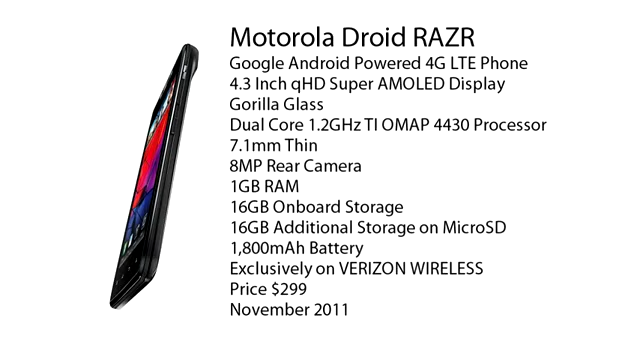 Motorola Droid RAZR
Google Android Powered 4G LTE Phone
4.3 Inch qHD Super AMOLED Display
Gorilla Glass
Dual Core 1.2GHz TI OMAP 4430 Processor
7.1mm Thin
8MP Rear Camera
1GB RAM
16GB Onboard Storage
16GB Additional Storage on MicroSD
1,800mAh Battery
Exclusively on VERIZON WIRELESS
Price $299
November 2011